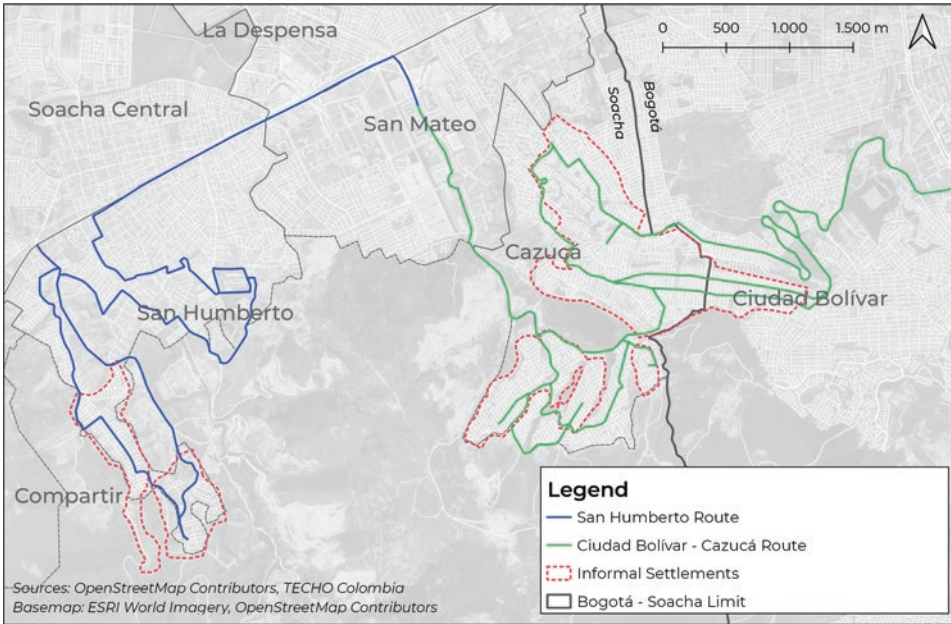 La Despensa
0 500 1.000 1.500 m
Soacha Central
San Mateo
Soacha
Bogotá
Cazucá
San Humberto
Ciudad Bolívar
Compartir
Legend
San Humberto Route
Ciudad Bolívar - Cazucá Route
Informal Settlements
Bogotá - Soacha Limit
Sources: OpenStreetMap Contributors, TECHO Colombia
Basemap: ESRI World Imagery, OpenStreetMap Contributors